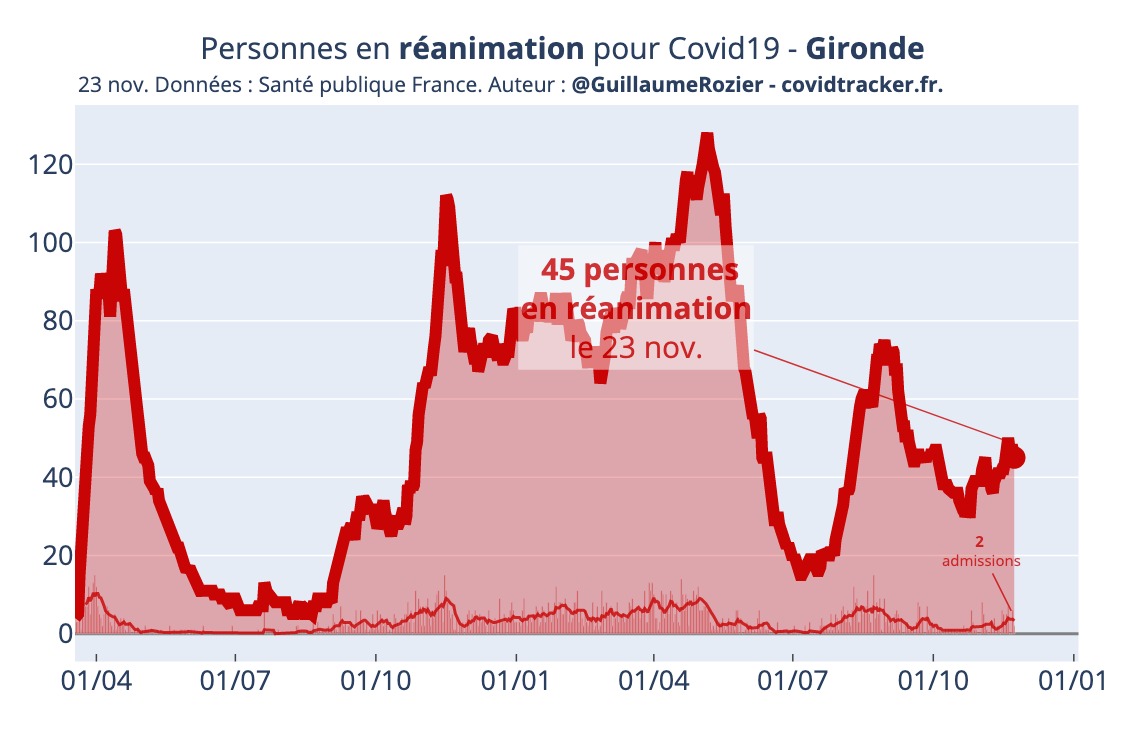 Personnes en réanimation pour Covid19 - Gironde
23 nov. Données : Santé publique France. Auteur : @GuillaumeRozier - covidtracker.fr.
120
100
80
60
40
20
0
45 personnes
en réanimation
le 23 nov.
2
admissions
01/04
01/07
01/10
01/01
01/04
01/07
01/10
01/01